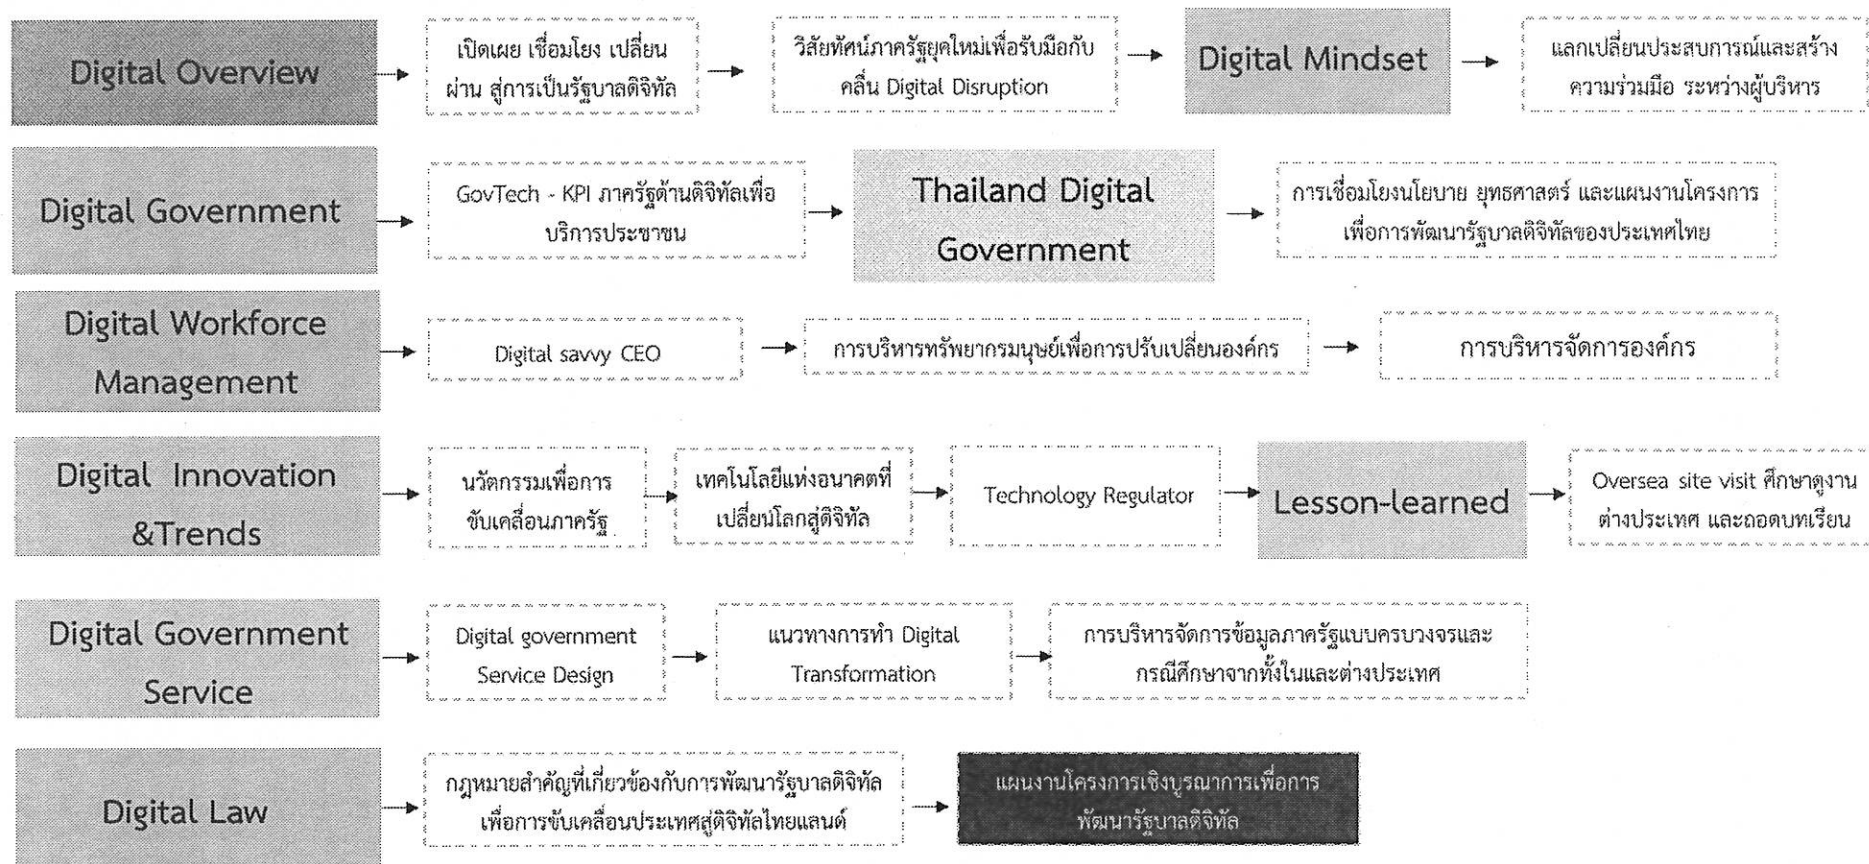 Digital Overview
เปิดเผย เชื่อมโยง เปลี่ยน
ผ่าน สู่การเป็นรัฐบาลดิจิทัล
วิสัยทัศน์ภาครัฐยุคใหม่เพื่อรับมือกับ
คลื่น Digital Disruption
Digital Mindset
แลกเปลี่ยนประสบการณ์และสร้าง
ความร่วมมือ ระหว่างผู้บริหาร
Digital Government
GovTech - KPI ภาครัฐด้านดิจิทัลเพื่อ
บริการประชาชน
Thailand Digital
Government
การเชื่อมโยงนโยบาย ยุทธศาสตร์ และแผนงานโครงการ
เพื่อการพัฒนารัฐบาลดิจิทัลของประเทศไทย
Digital Workforce
Management
Digital savvy CEO
การบริหารทรัพยากรมนุษย์เพื่อการปรับเปลี่ยนองค์กร
การบริหารจัดการองค์กร
Digital Innovation
&Trends
นวัตกรรมเพื่อการ
ขับเคลื่อนภาครัฐ
เทคโนโลยีแห่งอนาคตที่
เปลี่ยนโลกสู่ดิจิทัล
Technology Regulator
Lesson-learned
Oversea site visit ศึกษาดูงาน
ต่างประเทศ และถอดบทเรียน
Digital Government
Service
Digital government
Service Design
แนวทางการทำ Digital
Transformation
การบริหารจัดการข้อมูลภาครัฐแบบครบวงจรและ
กรณีศึกษาจากทั้งในและต่างประเทศ
Digital Law
กฎหมายสำคัญที่เกี่ยวข้องกับการพัฒนารัฐบาลดิจิทัล
เพื่อการขับเคลื่อนประเทศสู่ดิจิทัลไทยแลนด์
แผนงานโครงการเชิงบูรณาการเพื่อการ
พัฒนารัฐบาลดิจิทัล